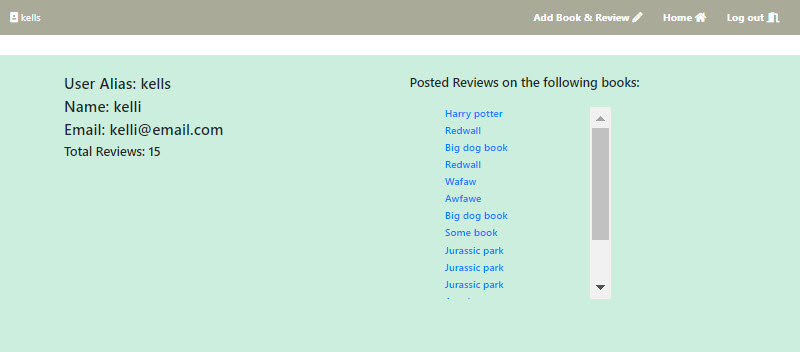 kells
Add Book & Review
Home
Log out
User Alias: kells
Name: kelli
Email: kelli@email.com
Total Reviews: 15
Posted Reviews on the following books:
Harry potter
Redwall
Big dog book
Redwall
Wafaw
Awfawe
Big dog book
Some book
Jurassic park
Jurassic park
Jurassic park